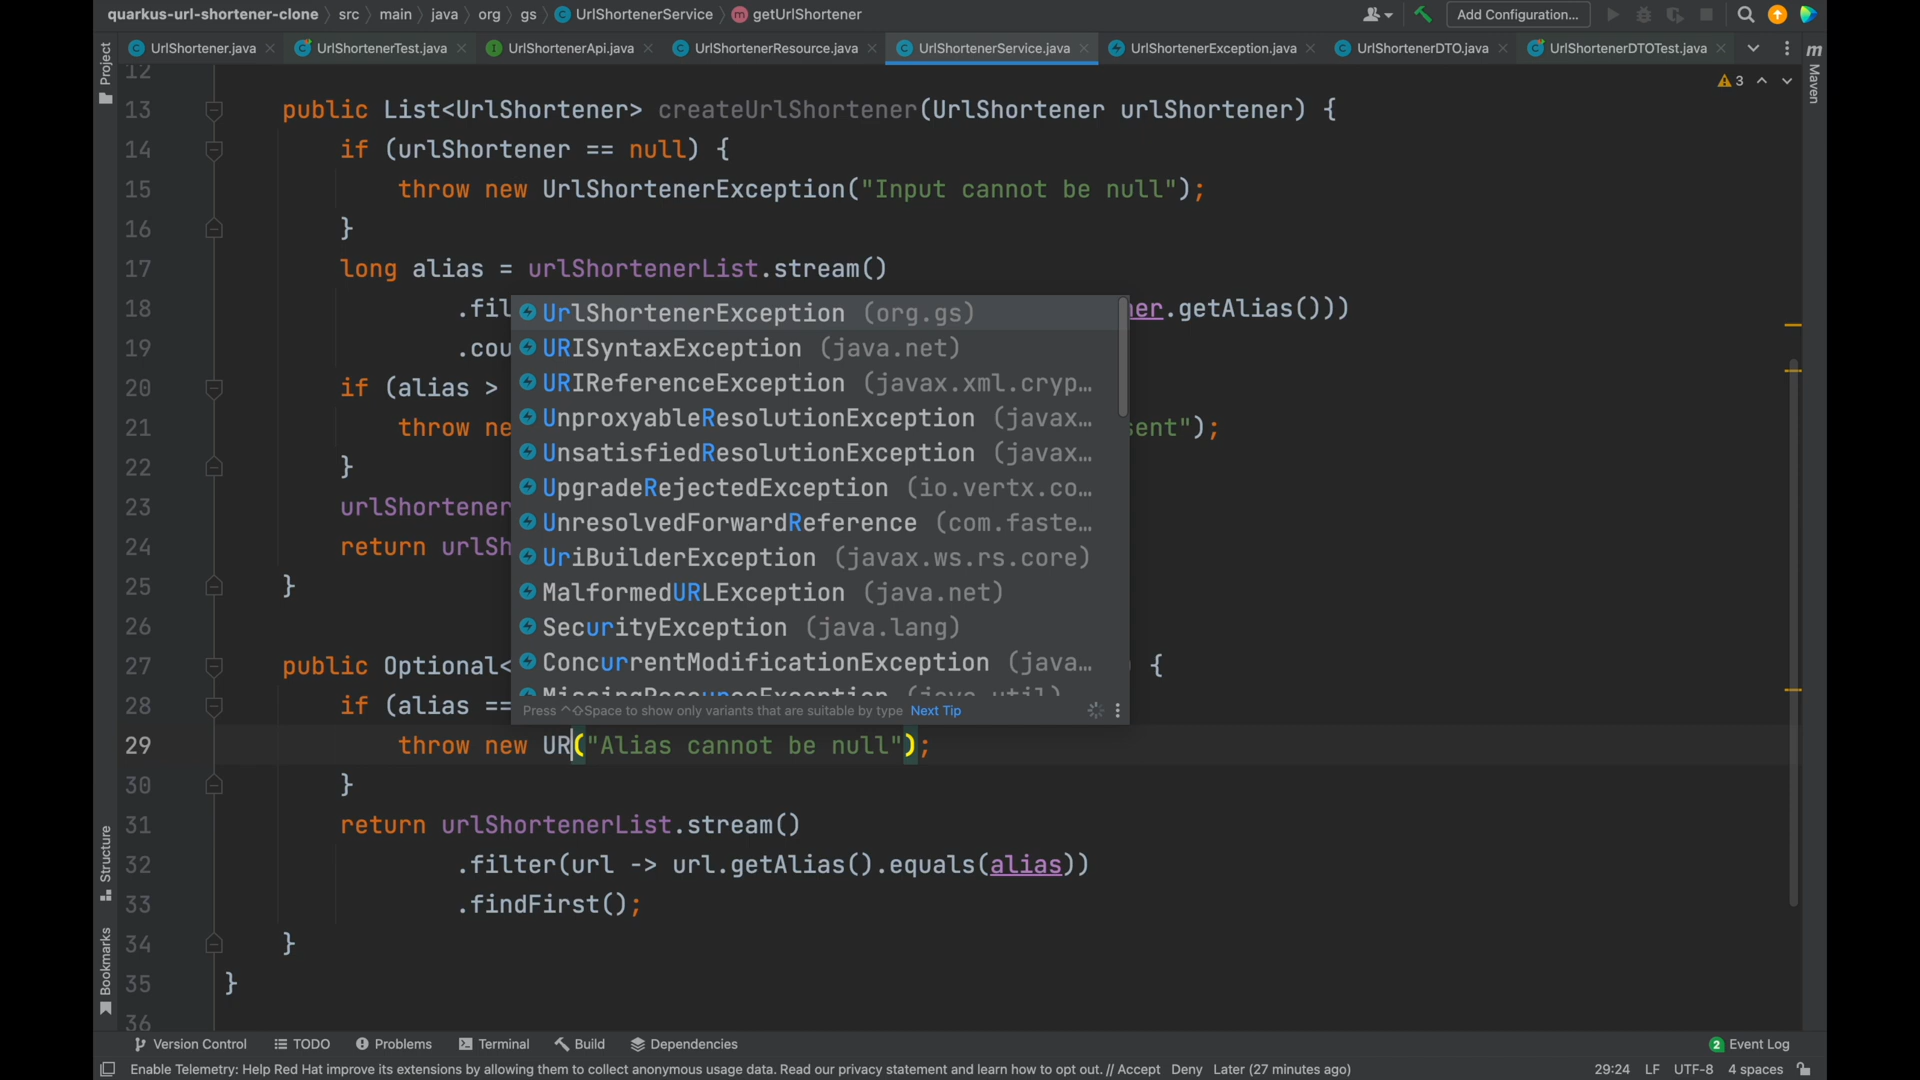 quarkus-url-shortener-clone src main java org gs UrlShortenerService getUrlShortener Add Configuration...
UrlShortener.java UrlShortenerTest.java UrlShortenerApi.java UrlShortenerResource.java UrlShortenerService.java UrlShortenerException.java UrlShortenerDTO.java UrlShortenerDTOTest.java
Project
Maven
3
12
13 public List<UrlShortener> createUrlShortener(UrlShortener urlShortener) {
14 if (urlShortener == null) {
15 throw new UrlShortenerException("Input cannot be null");
16 }
17 long alias = urlShortenerList.stream()
18 .fil er.getAlias()))
19 .cou
20 if (alias >
21 throw ne sent");
22 }
23 urlShortener
24 return urlSh
25 }
26
27 public Optional< ) {
28 if (alias ==
29 throw new UR("Alias cannot be null");
30 }
31 return urlShortenerList.stream()
32 .filter(url -> url.getAlias().equals(alias))
33 .findFirst();
34 }
35 }
36
UrlShortenerException (org.gs)
URISyntaxException (java.net)
URIReferenceException (javax.xml.cryp...
UnproxyableResolutionException (javax...
UnsatisfiedResolutionException (javax...
UpgradeRejectedException (io.vertx.co...
UnresolvedForwardReference (com.faste...
UriBuilderException (javax.ws.rs.core)
MalformedURLException (java.net)
SecurityException (java.lang)
ConcurrentModificationException (java...
MissingResourceException (java.util)
Press ^⇧Space to show only variants that are suitable by type Next Tip
Structure
Bookmarks
Version Control TODO Problems Terminal Build Dependencies 2 Event Log
Enable Telemetry: Help Red Hat improve its extensions by allowing them to collect anonymous usage data. Read our privacy statement and learn how to opt out. // Accept Deny Later (27 minutes ago) 29:24 LF UTF-8 4 spaces